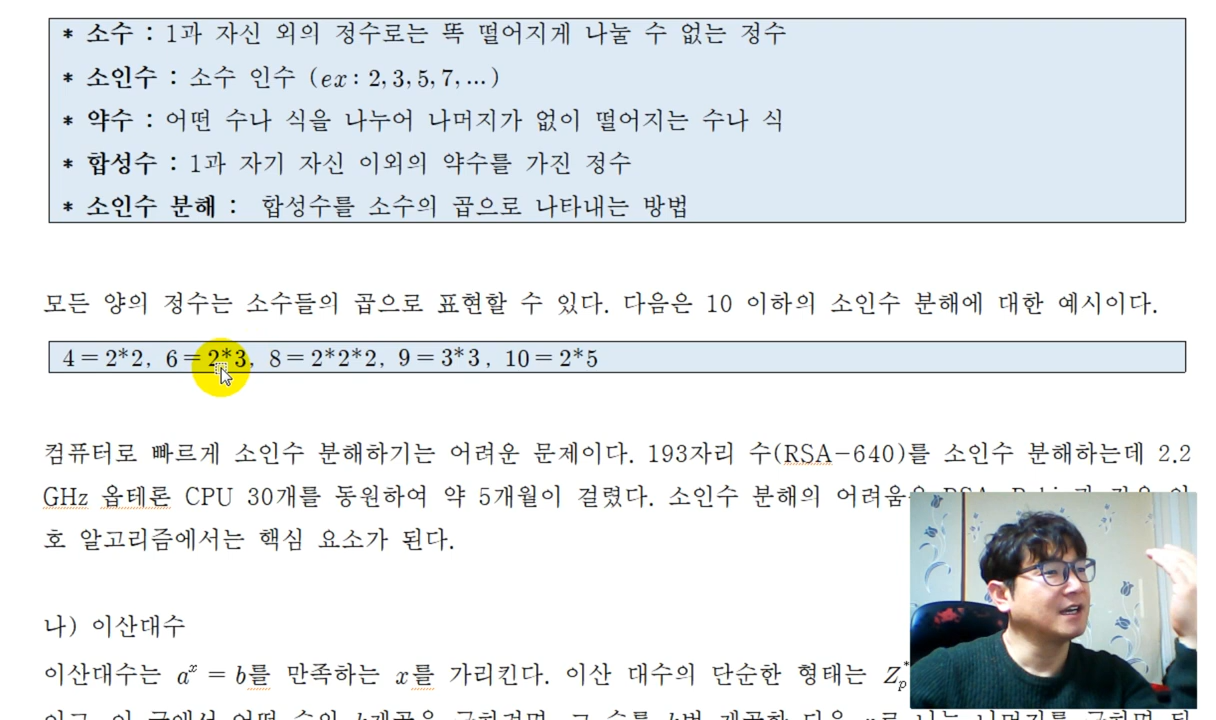 * 소수 : 1과 자신 외의 정수로는 똑 떨어지게 나눌 수 없는 정수
* 소인수 : 소수 인수 (ex : 2, 3, 5, 7, ...)
* 약수 : 어떤 수나 식을 나누어 나머지가 없이 떨어지는 수나 식
* 합성수 : 1과 자기 자신 이외의 약수를 가진 정수
* 소인수 분해 : 합성수를 소수의 곱으로 나타내는 방법
모든 양의 정수는 소수들의 곱으로 표현할 수 있다. 다음은 10 이하의 소인수 분해에 대한 예시이다.
4 = 2*2, 6 = 2*3, 8 = 2*2*2, 9 = 3*3, 10 = 2*5
컴퓨터로 빠르게 소인수 분해하기는 어려운 문제이다. 193자리 수(RSA-640)를 소인수 분해하는데 2.2
GHz 옵테론 CPU 30개를 동원하여 약 5개월이 걸렸다. 소인수 분해의
호 알고리즘에서는 핵심 요소가 된다.
나) 이산대수
이산대수는 aˣ = b를 만족하는 x를 가리킨다. 이산 대수의 단순한 형태는 Zₚ*